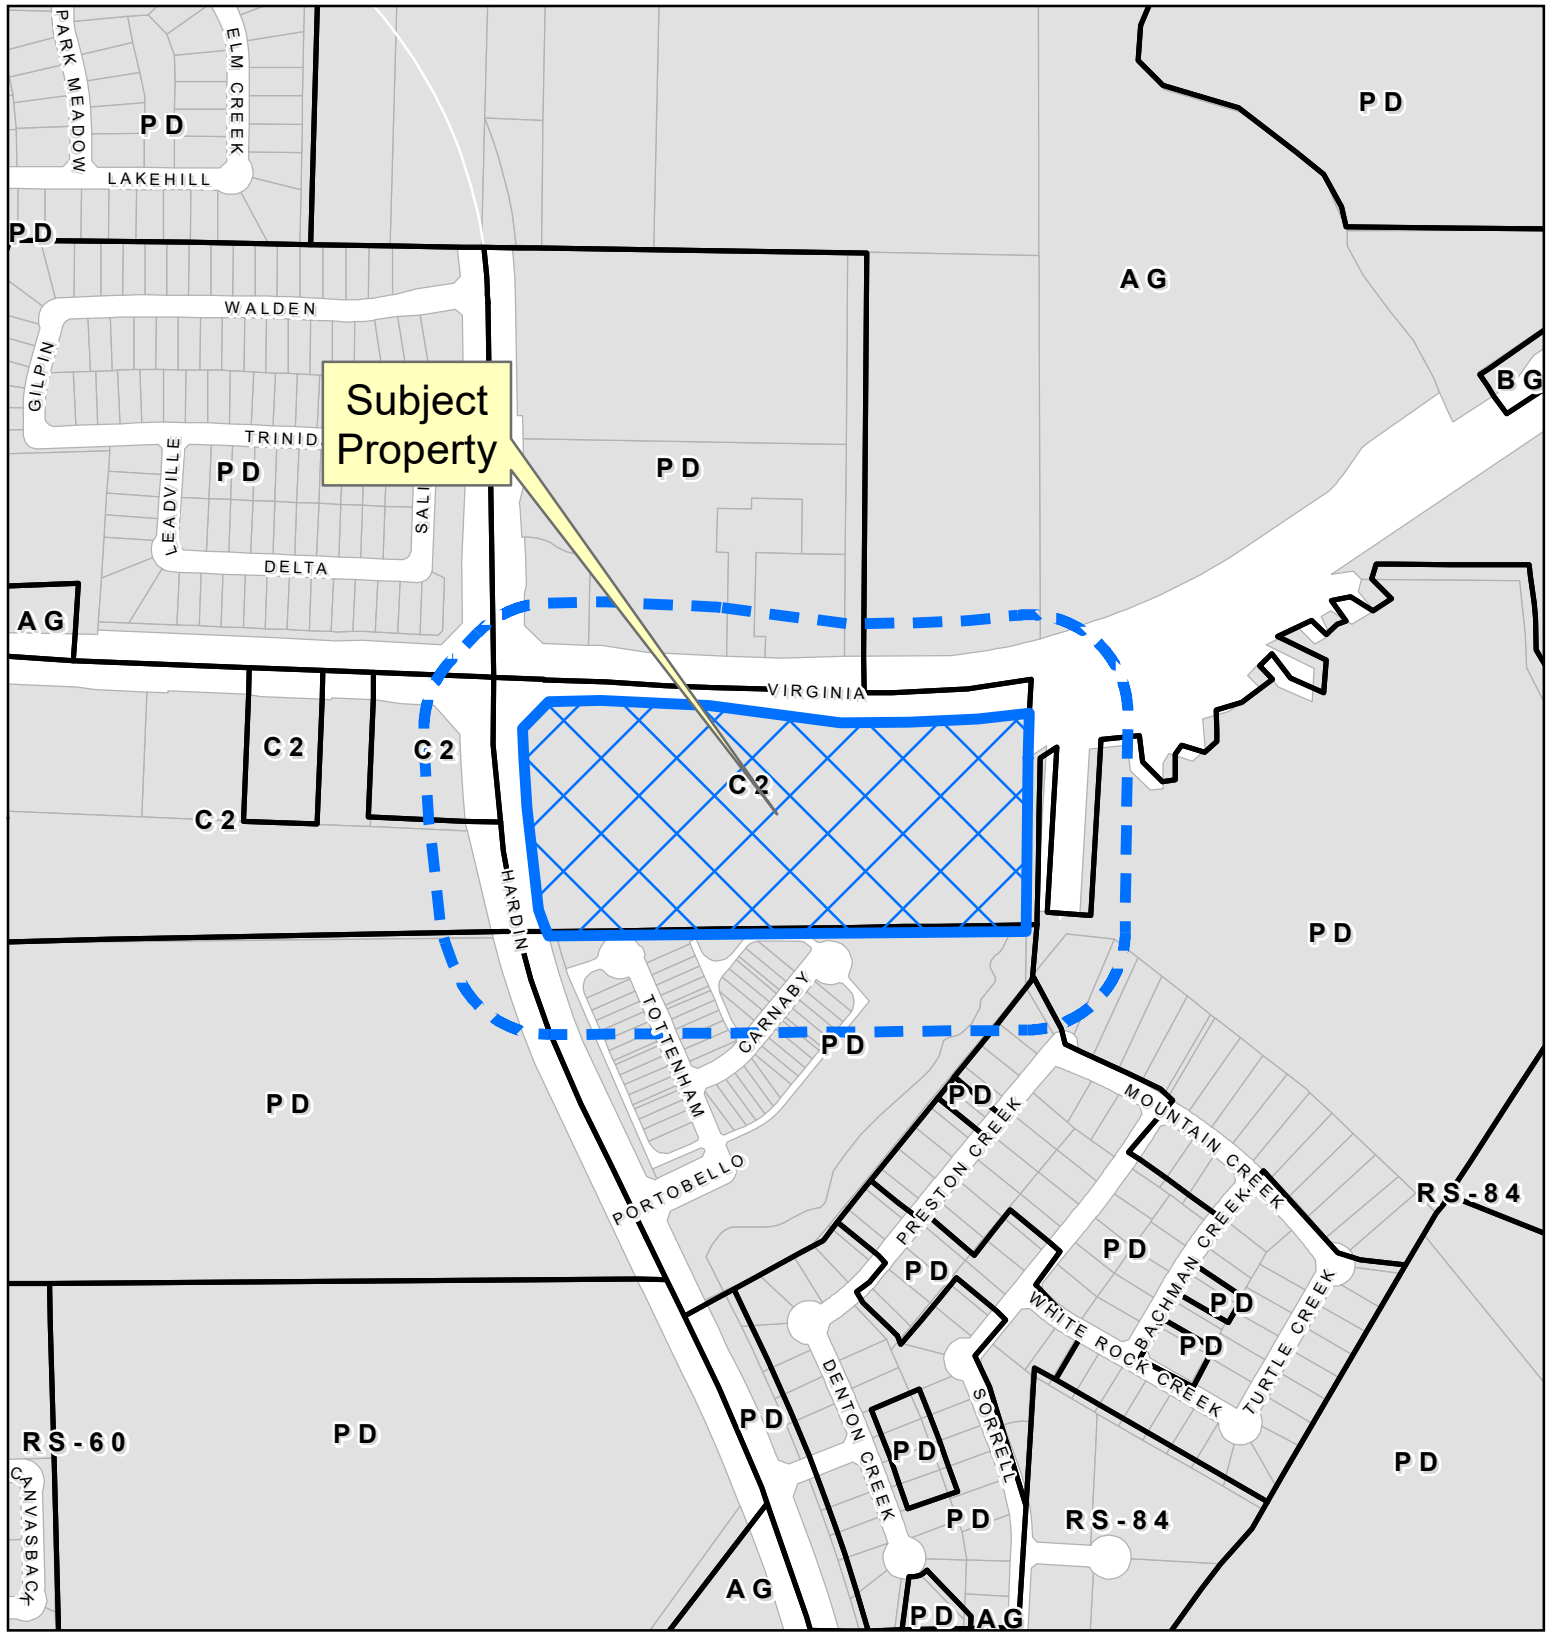 PARK MEADOW
ELM CREEK
PD
PD
LAKEHILL
PD
AG
WALDEN
GILPIN
BG
Subject
Property
TRINID
LEADVILLE
PD
PD
SALI
DELTA
AG
VIRGINIA
C2
C2
C2
C2
HARDIN
PD
TOTTENHAM
CARNABY
PD
PD
PD
PRESTON CREEK
MOUNTAIN CREEK
PORTOBELLO
RS-84
BACHMAN CREEK
PD
PD
PD
WHITE ROCK CREEK
PD
TURTLE CREEK
DENTON CREEK
SORRELL
PD
PD
RS-60
PD
PD
PD
RS-84
CANVASBACK
AG
PD
AG